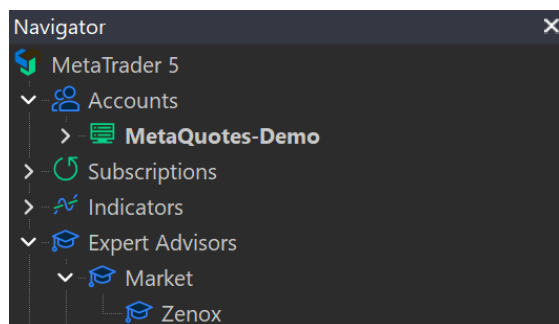 Navigator
MetaTrader 5
Accounts
MetaQuotes-Demo
Subscriptions
Indicators
Expert Advisors
Market
Zenox